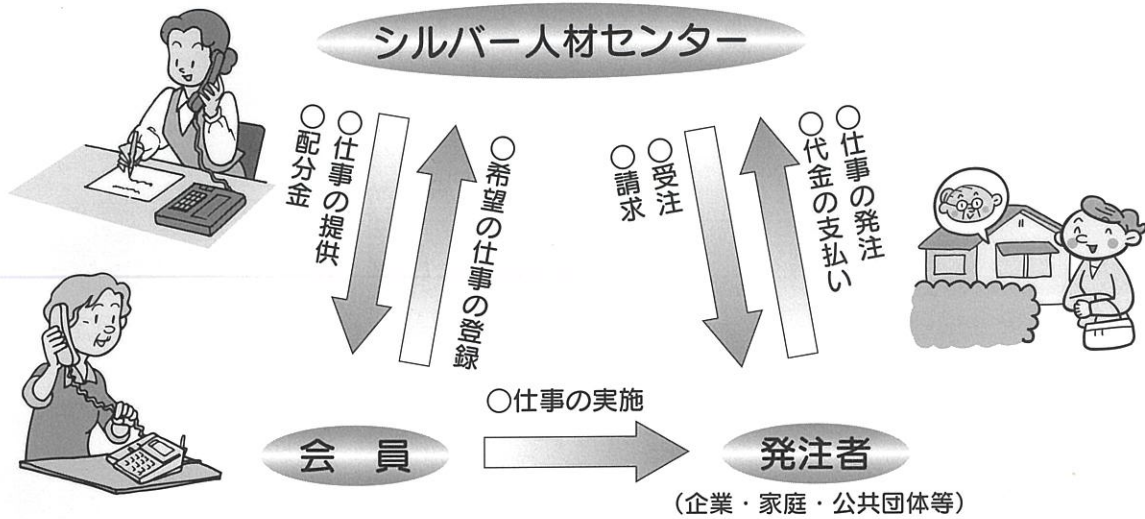 シルバー人材センター
○仕事の提供
○配分金
○希望の仕事の登録
○受注
○請求
○仕事の発注
○代金の支払い
○仕事の実施
会　員
発注者
（企業・家庭・公共団体等）